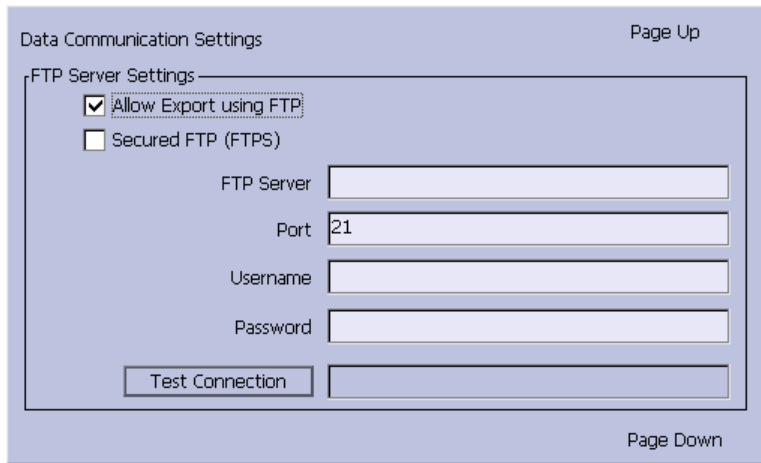 Page Up
Data Communication Settings
FTP Server Settings
Allow Export using FTP
Secured FTP (FTPS)
FTP Server
Port 21
Username
Password
Test Connection
Page Down